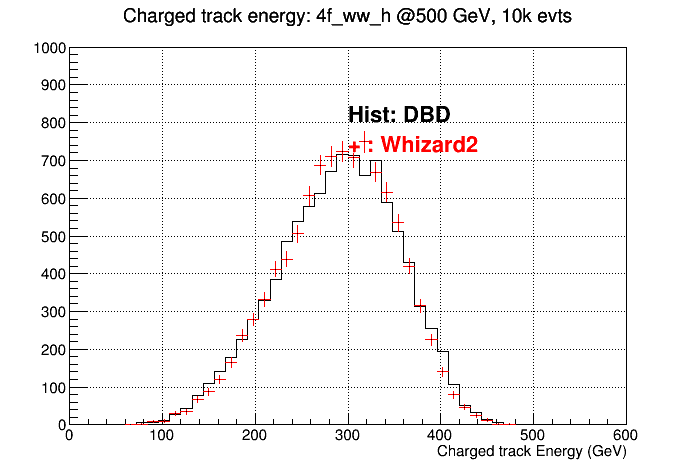 Charged track energy: 4f_ww_h @500 GeV, 10k evts
1000
900
800
700
600
500
400
300
200
100
0
Hist: DBD
+ : Whizard2
0 100 200 300 400 500 600
Charged track Energy (GeV)